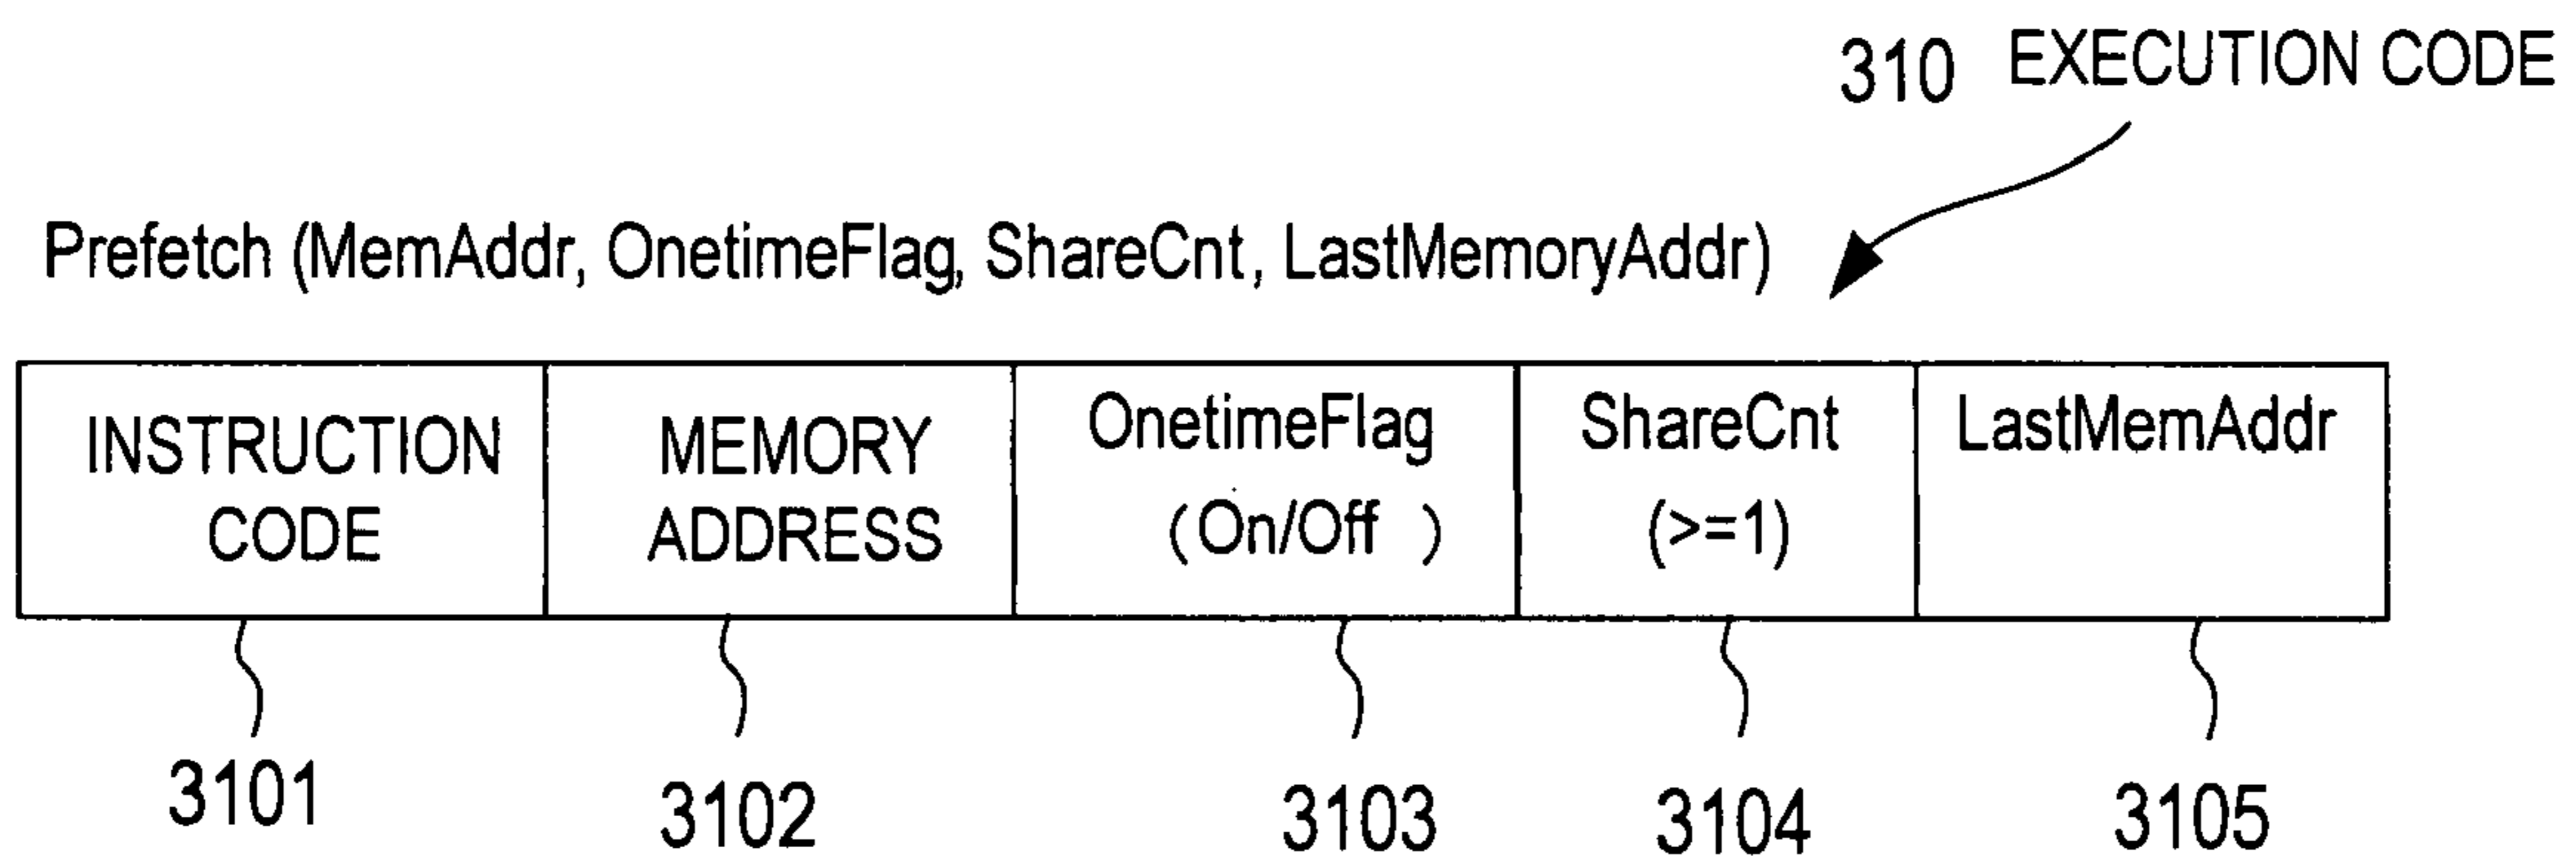 310 EXECUTION CODE
Prefetch (MemAddr, OnetimeFlag, ShareCnt, LastMemoryAddr)
INSTRUCTION
CODE
MEMORY
ADDRESS
OnetimeFlag
(On/Off )
ShareCnt
(>=1)
LastMemAddr
3101
3102
3103
3104
3105